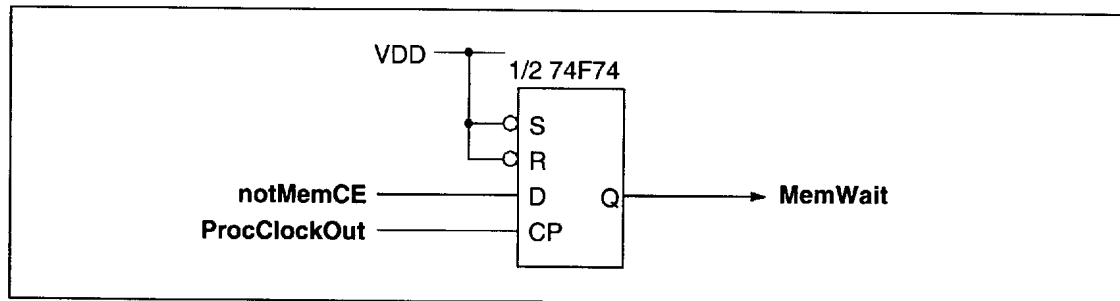 VDD
1/2 74F74
S
R
notMemCE D Q MemWait
ProcClockOut CP